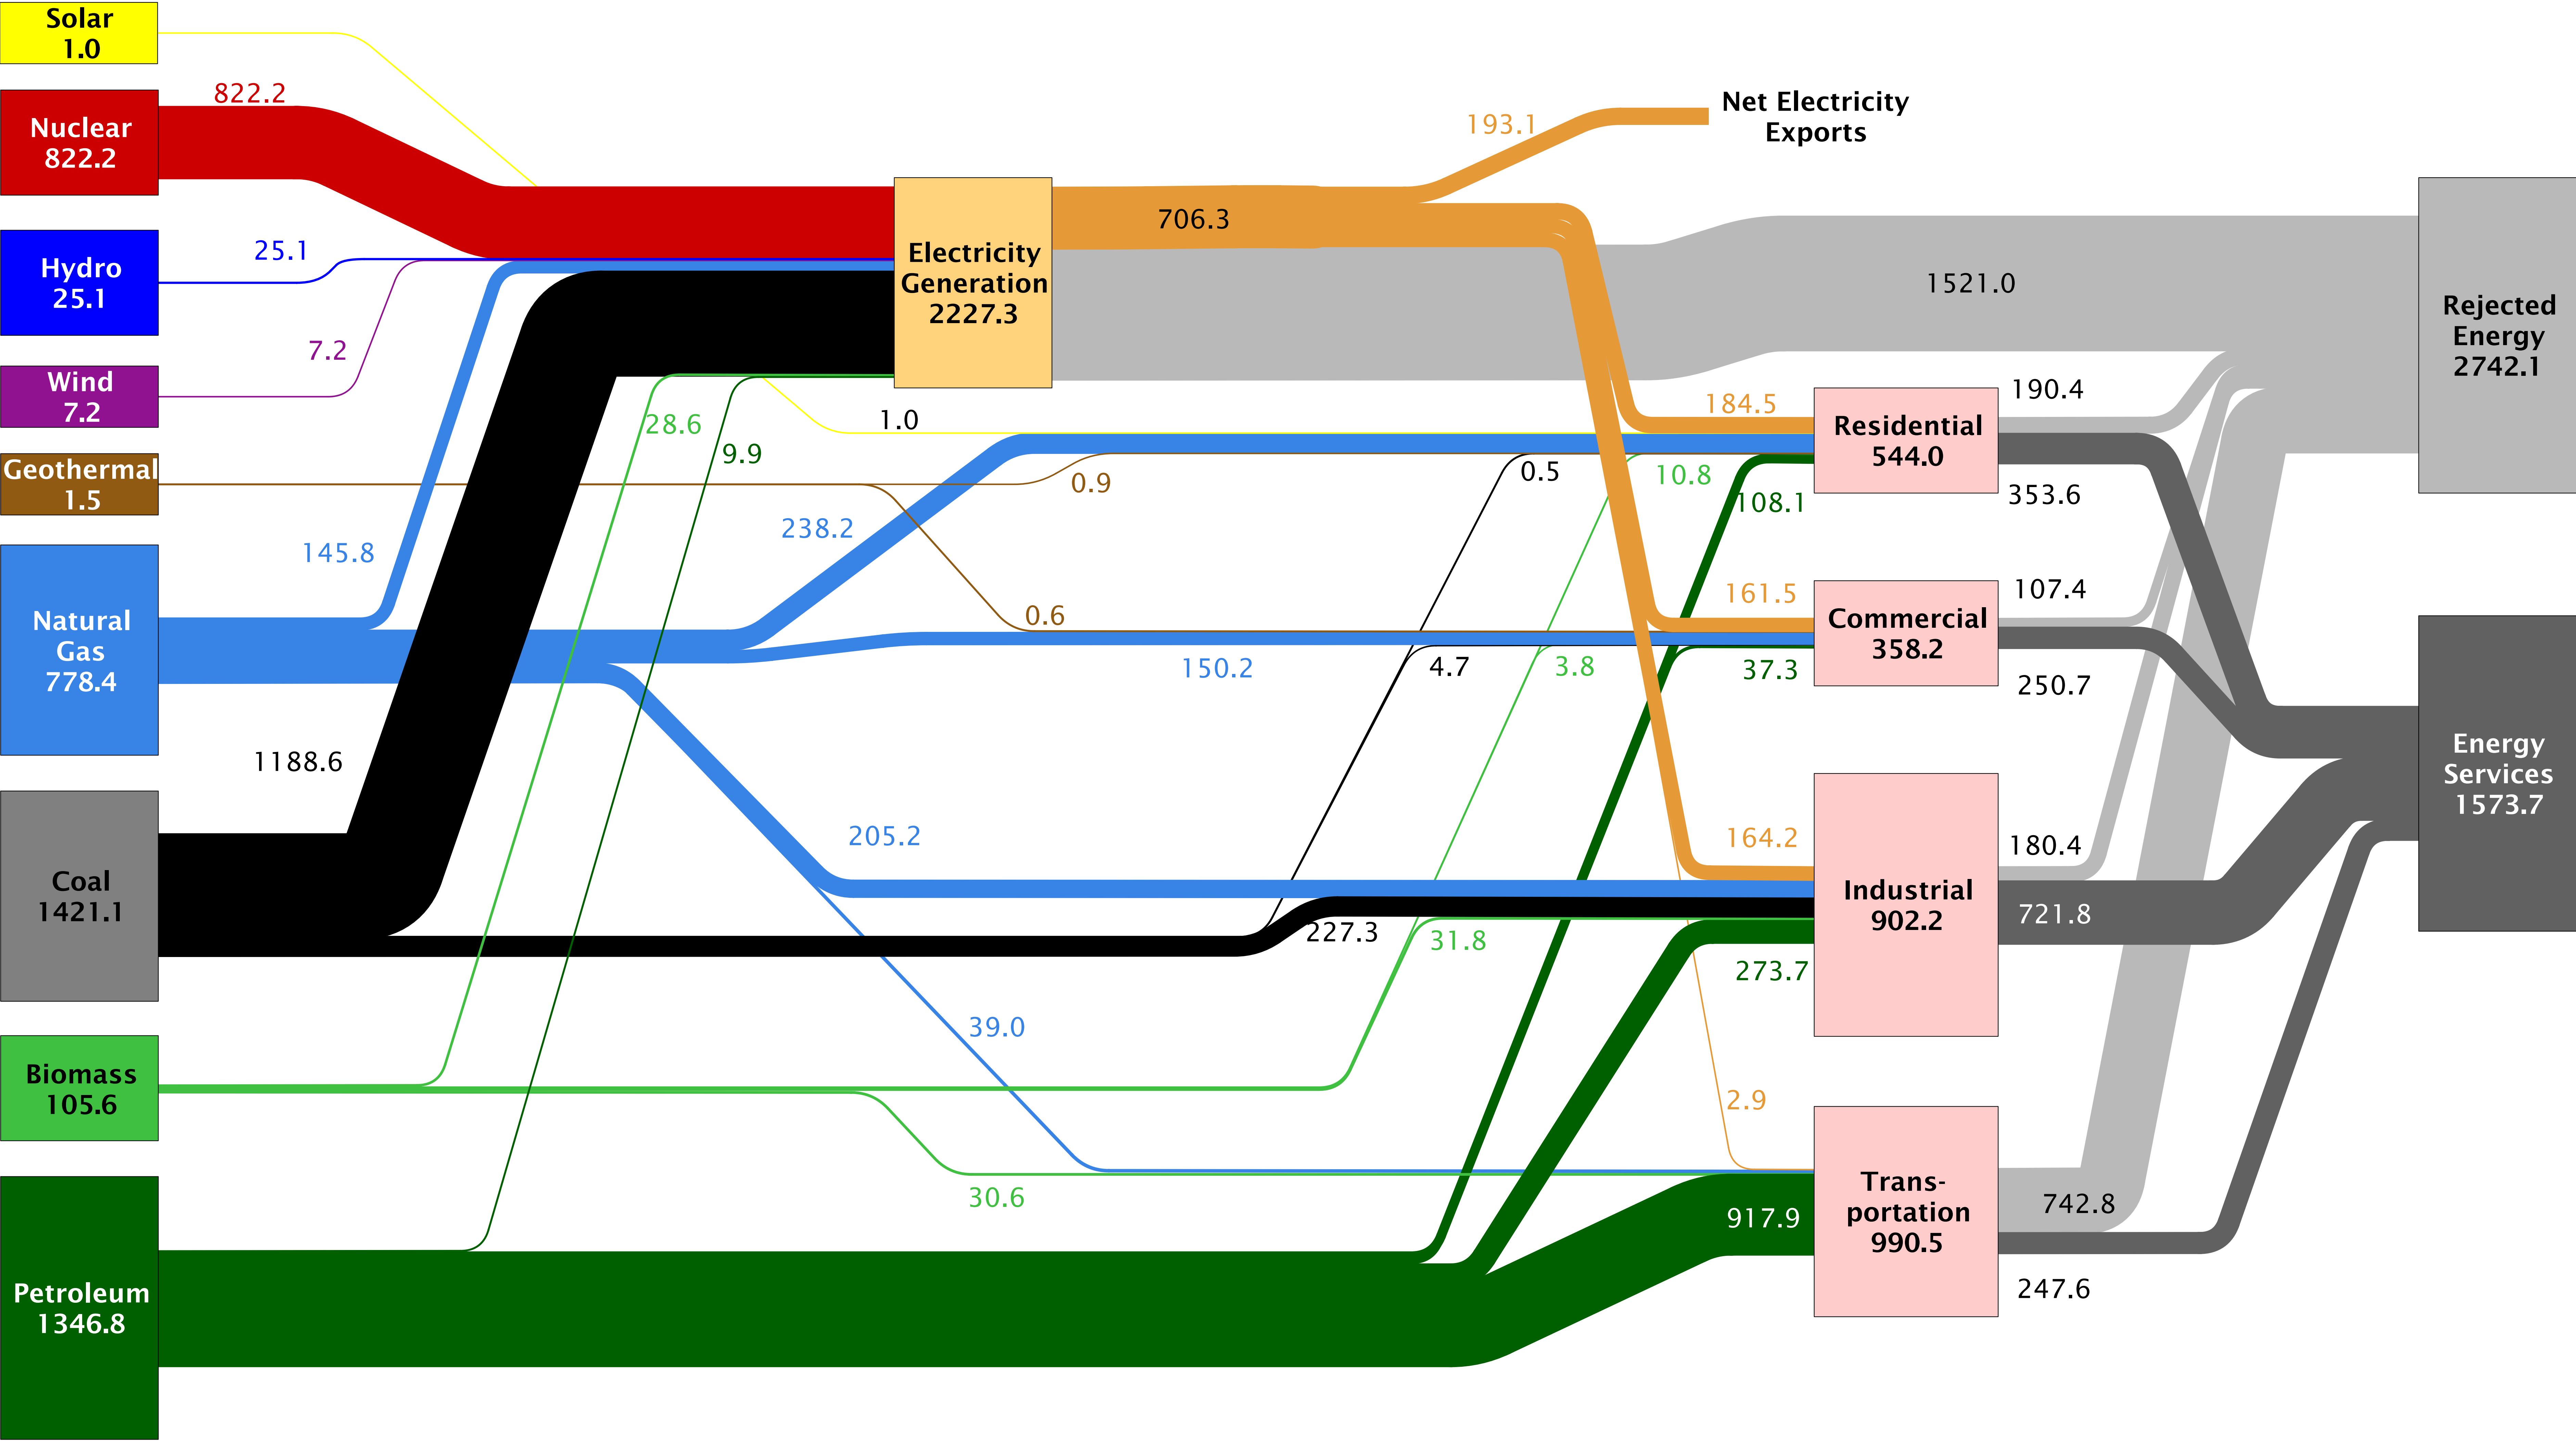 Solar
1.0
822.2
Nuclear
822.2
Hydro
25.1
25.1
Wind
7.2
7.2
Geothermal
1.5
Natural
Gas
778.4
145.8
Coal
1421.1
1188.6
Biomass
105.6
Petroleum
1346.8
28.6
9.9
1.0
238.2
0.9
0.6
150.2
205.2
39.0
30.6
Electricity
Generation
2227.3
706.3
193.1
Net Electricity
Exports
1521.0
184.5
0.5
10.8
108.1
161.5
4.7
3.8
37.3
164.2
227.3
31.8
273.7
2.9
917.9
Residential
544.0
190.4
353.6
Commercial
358.2
107.4
250.7
Industrial
902.2
180.4
721.8
Trans-
portation
990.5
742.8
247.6
Rejected
Energy
2742.1
Energy
Services
1573.7